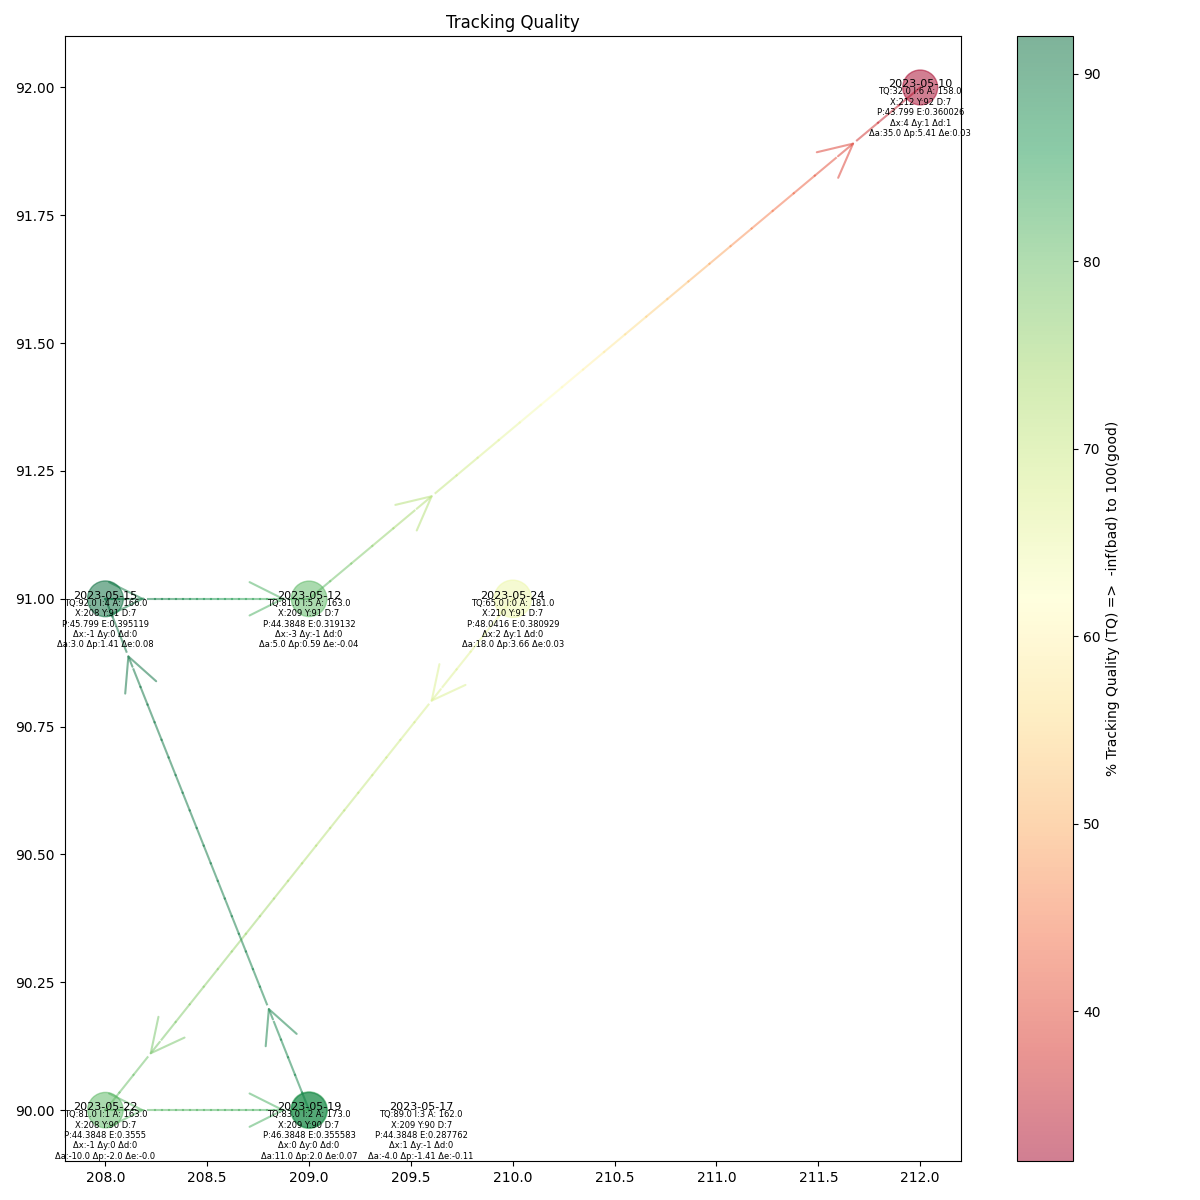 Tracking Quality
92.00
91.75
91.50
91.25
91.00
90.75
90.50
90.25
90.00
2023-05-10
TQ:32.0 I:6 A: 158.0
X:212 Y:92 D:7
P:43.799 E:0.360026
Δx:4 Δy:1 Δd:1
Δa:35.0 Δp:5.41 Δe:0.03
2023-05-15
TQ:92.0 I:4 A: 166.0
X:208 Y:91 D:7
P:45.799 E:0.395119
Δx:-1 Δy:0 Δd:0
Δa:3.0 Δp:1.41 Δe:0.08
2023-05-12
TQ:81.0 I:5 A: 163.0
X:209 Y:91 D:7
P:44.3848 E:0.319132
Δx:-3 Δy:-1 Δd:0
Δa:5.0 Δp:0.59 Δe:-0.04
2023-05-24
TQ:65.0 I:0 A: 181.0
X:210 Y:91 D:7
P:48.0416 E:0.380929
Δx:2 Δy:1 Δd:0
Δa:18.0 Δp:3.66 Δe:0.03
2023-05-22
TQ:81.0 I:1 A: 163.0
X:208 Y:90 D:7
P:44.3848 E:0.3555
Δx:-1 Δy:0 Δd:0
Δa:-10.0 Δp:-2.0 Δe:-0.0
2023-05-19
TQ:83.0 I:2 A: 173.0
X:209 Y:90 D:7
P:46.3848 E:0.355583
Δx:0 Δy:0 Δd:0
Δa:11.0 Δp:2.0 Δe:0.07
2023-05-17
TQ:89.0 I:3 A: 162.0
X:209 Y:90 D:7
P:44.3848 E:0.287762
Δx:1 Δy:-1 Δd:0
Δa:-4.0 Δp:-1.41 Δe:-0.11
208.0 208.5 209.0 209.5 210.0 210.5 211.0 211.5 212.0
90
80
70
60
50
40
% Tracking Quality (TQ) => -inf(bad) to 100(good)